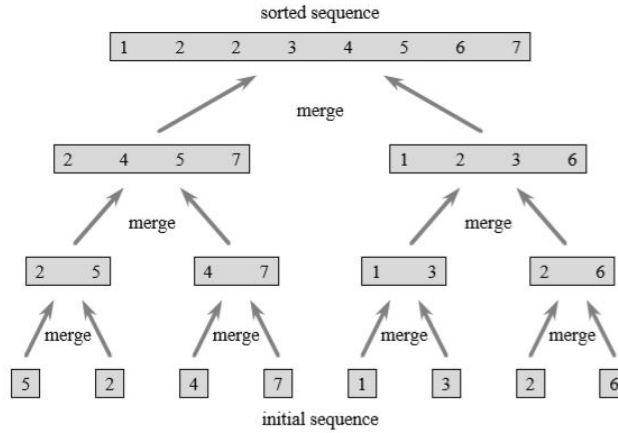 sorted sequence
1 2 2 3 4 5 6 7
merge
2 4 5 7 1 2 3 6
merge merge
2 5 4 7 1 3 2 6
merge merge merge merge
5 2 4 7 1 3 2 6
initial sequence